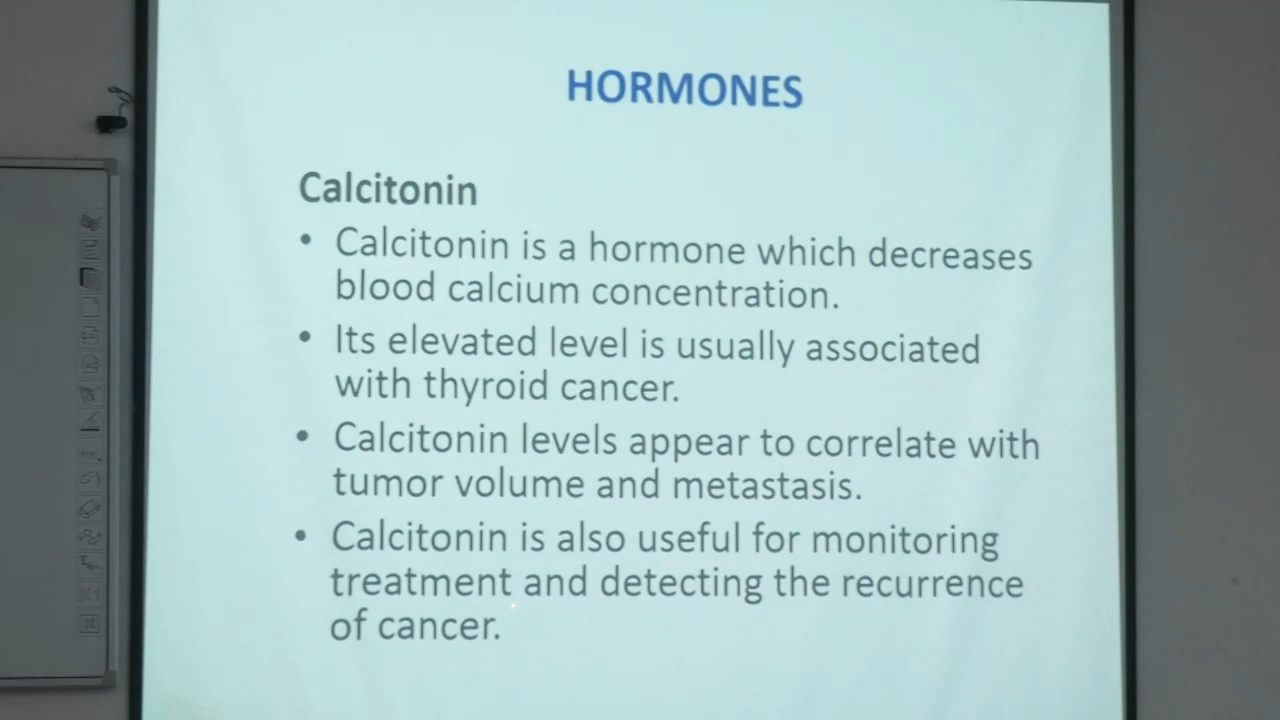 HORMONES
Calcitonin
• Calcitonin is a hormone which decreases
blood calcium concentration.
• Its elevated level is usually associated
with thyroid cancer.
• Calcitonin levels appear to correlate with
tumor volume and metastasis.
• Calcitonin is also useful for monitoring
treatment and detecting the recurrence
of cancer.